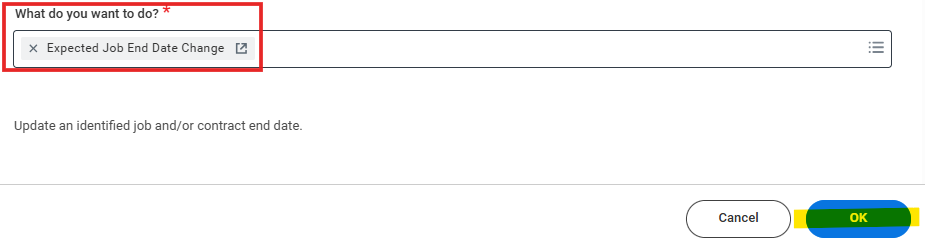 What do you want to do? *
× Expected Job End Date Change
Update an identified job and/or contract end date.
Cancel OK